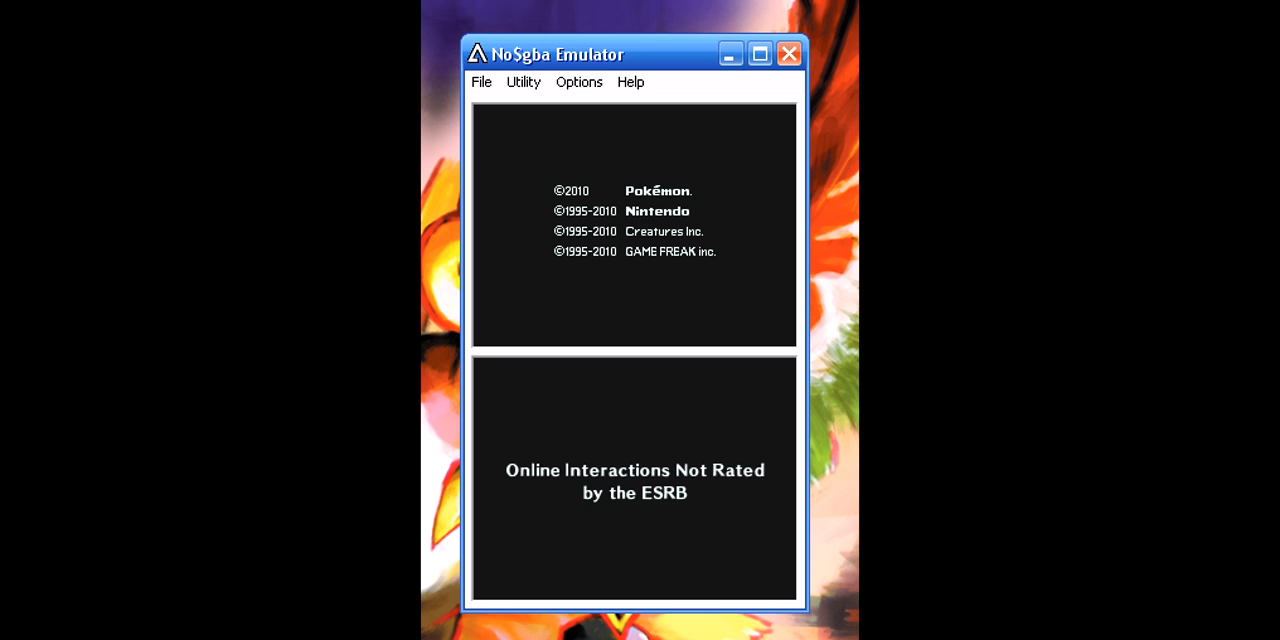 No$gba Emulator
File Utility Options Help
©2010 Pokémon.
©1995-2010 Nintendo
©1995-2010 Creatures Inc.
©1995-2010 GAME FREAK inc.
Online Interactions Not Rated
by the ESRB